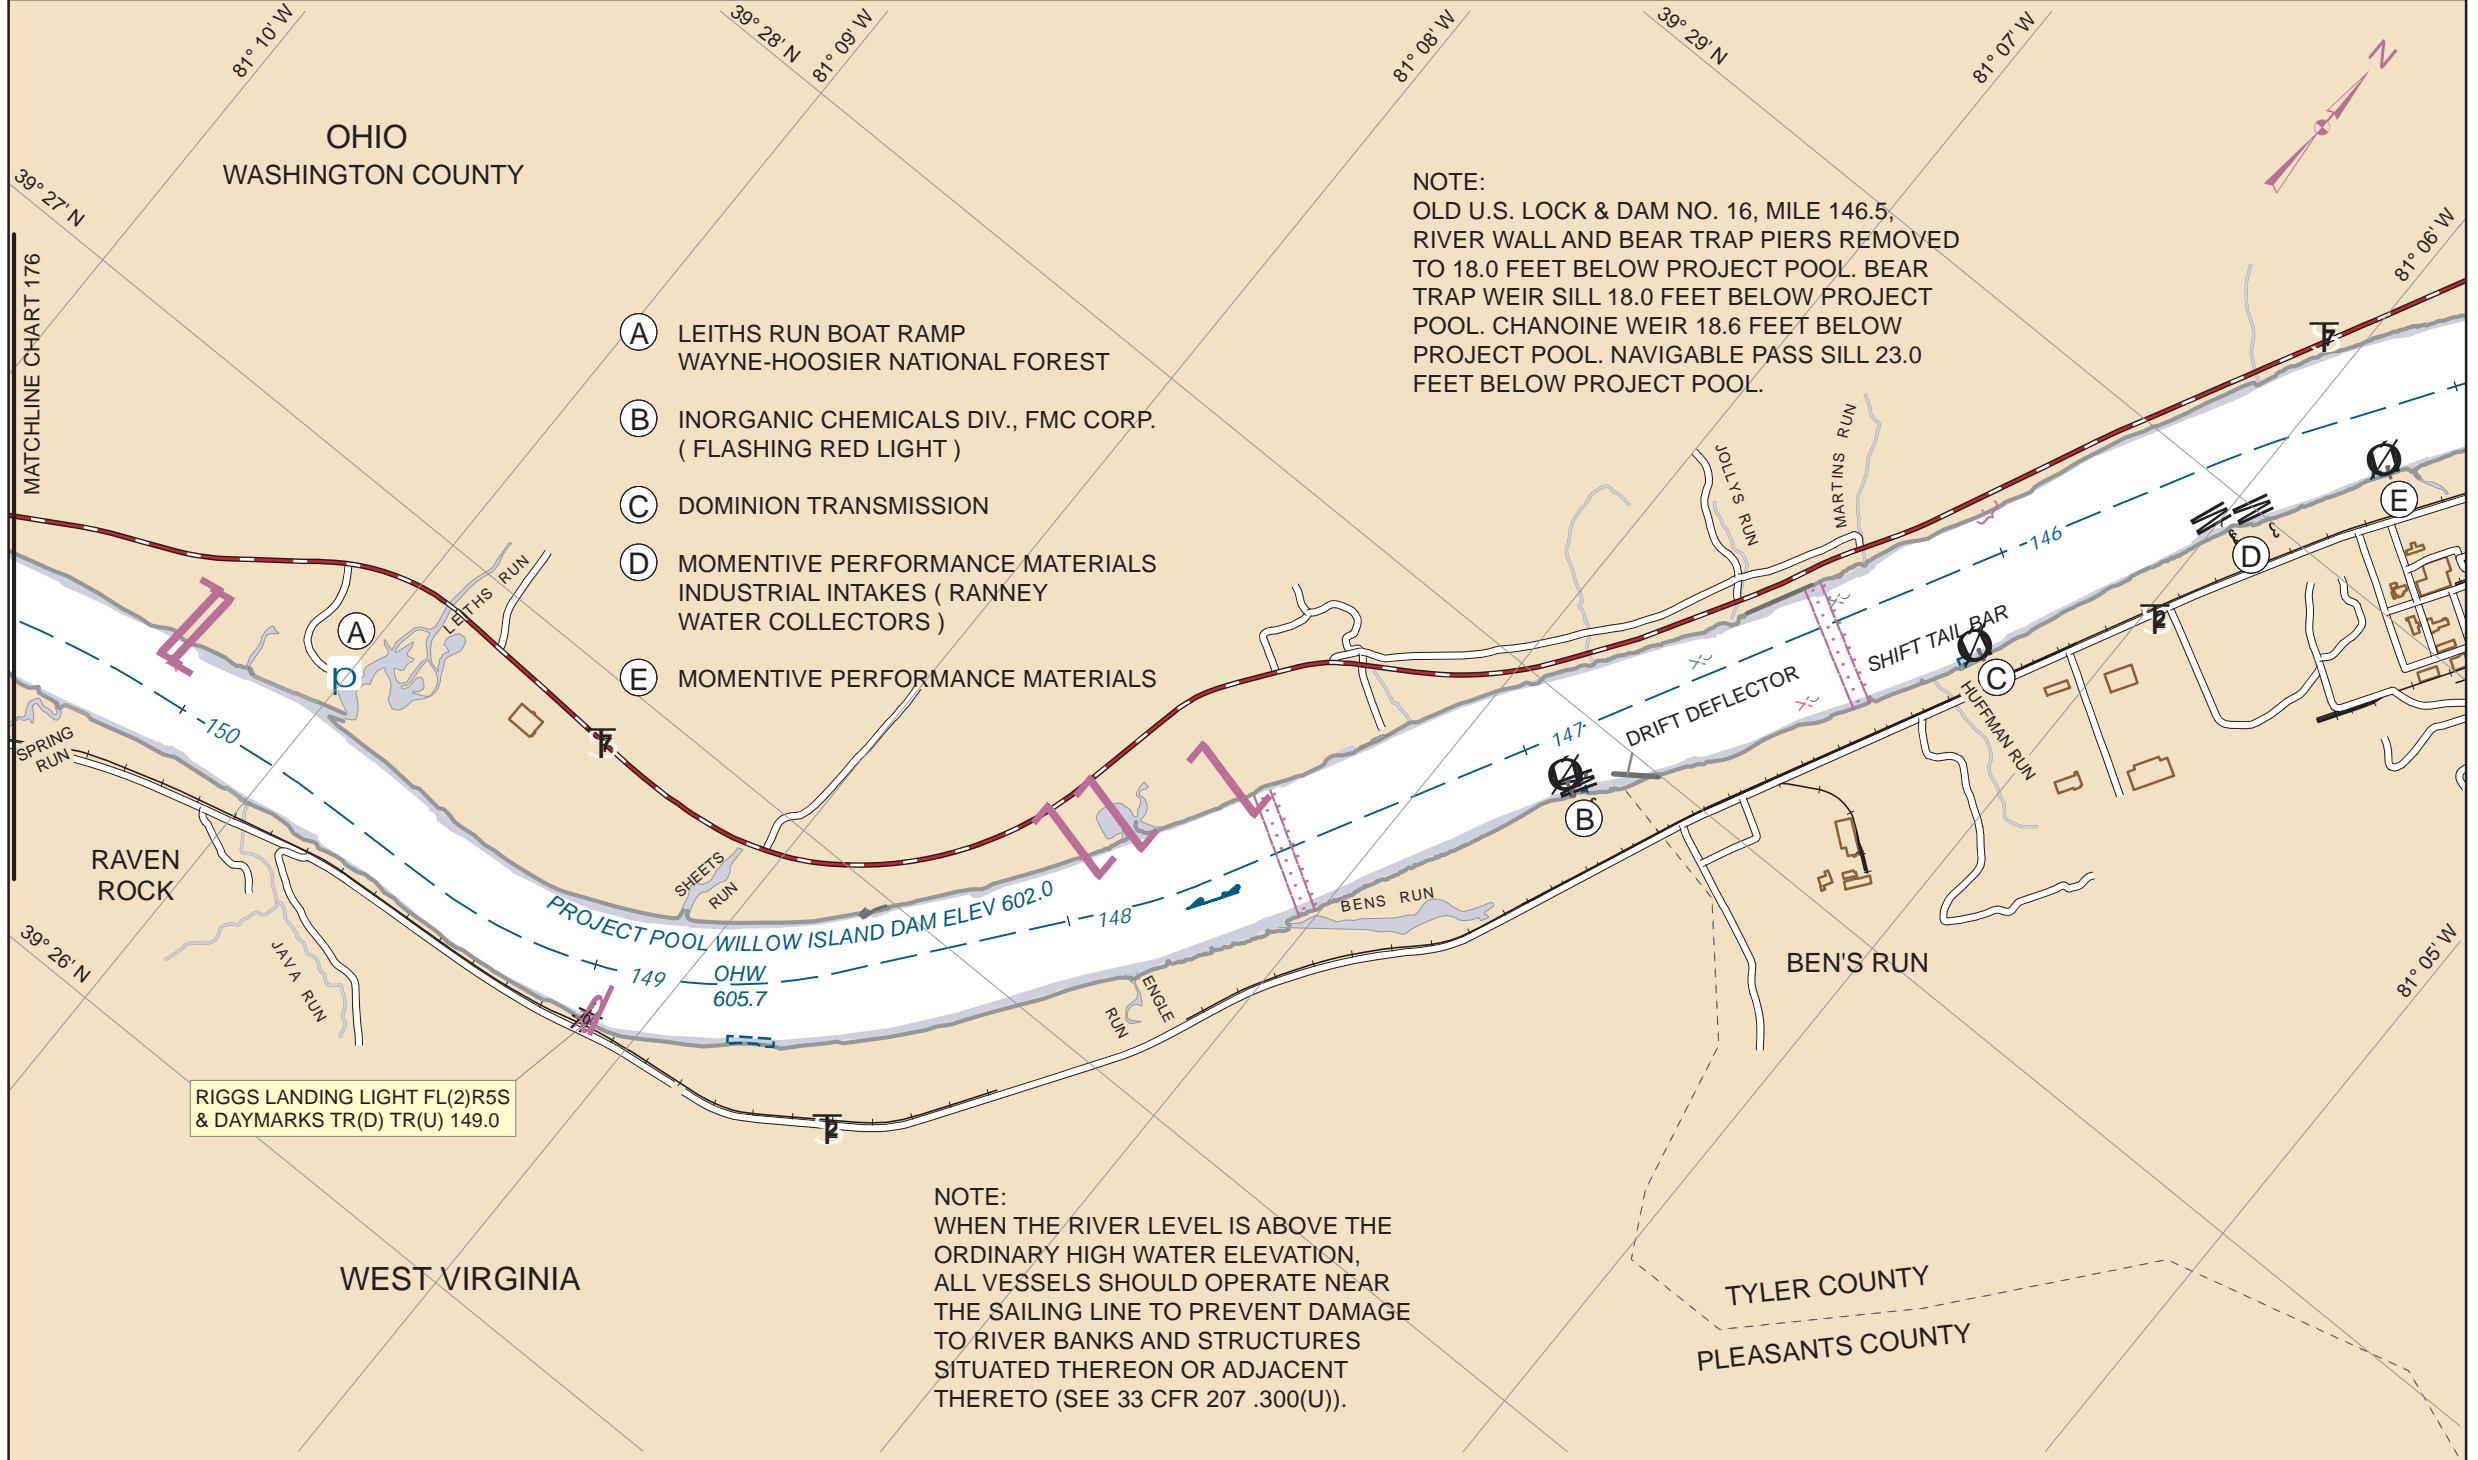 81° 10' W
39° 28' N
81° 09' W
81° 08' W
39° 29' N
81° 07' W
N
81° 06' W
OHIO
WASHINGTON COUNTY
39° 27' N
MATCHLINE CHART 176
NOTE:
OLD U.S. LOCK & DAM NO. 16, MILE 146.5,
RIVER WALL AND BEAR TRAP PIERS REMOVED
TO 18.0 FEET BELOW PROJECT POOL. BEAR
TRAP WEIR SILL 18.0 FEET BELOW PROJECT
POOL. CHANOINE WEIR 18.6 FEET BELOW
PROJECT POOL. NAVIGABLE PASS SILL 23.0
FEET BELOW PROJECT POOL.
A LEITHS RUN BOAT RAMP
WAYNE-HOOSIER NATIONAL FOREST
B INORGANIC CHEMICALS DIV., FMC CORP.
( FLASHING RED LIGHT )
C DOMINION TRANSMISSION
D MOMENTIVE PERFORMANCE MATERIALS
INDUSTRIAL INTAKES ( RANNEY
WATER COLLECTORS )
E MOMENTIVE PERFORMANCE MATERIALS
JOLLYS RUN
MARTINS RUN
7
E
146
D
2
SHIFT TAIL BAR
C
HUFFMAN RUN
DRIFT DEFLECTOR
147
B
LEITHS RUN
A
p
150
SPRING
RUN
7
RAVEN
ROCK
SHEETS
RUN
PROJECT POOL WILLOW ISLAND DAM ELEV 602.0
148
BENS RUN
149
OHW
605.7
ENGLE
RUN
JAVA RUN
39° 26' N
BEN'S RUN
81° 05' W
RIGGS LANDING LIGHT FL(2)R5S
& DAYMARKS TR(D) TR(U) 149.0
2
WEST VIRGINIA
NOTE:
WHEN THE RIVER LEVEL IS ABOVE THE
ORDINARY HIGH WATER ELEVATION,
ALL VESSELS SHOULD OPERATE NEAR
THE SAILING LINE TO PREVENT DAMAGE
TO RIVER BANKS AND STRUCTURES
SITUATED THEREON OR ADJACENT
THERETO (SEE 33 CFR 207 .300(U)).
TYLER COUNTY
PLEASANTS COUNTY